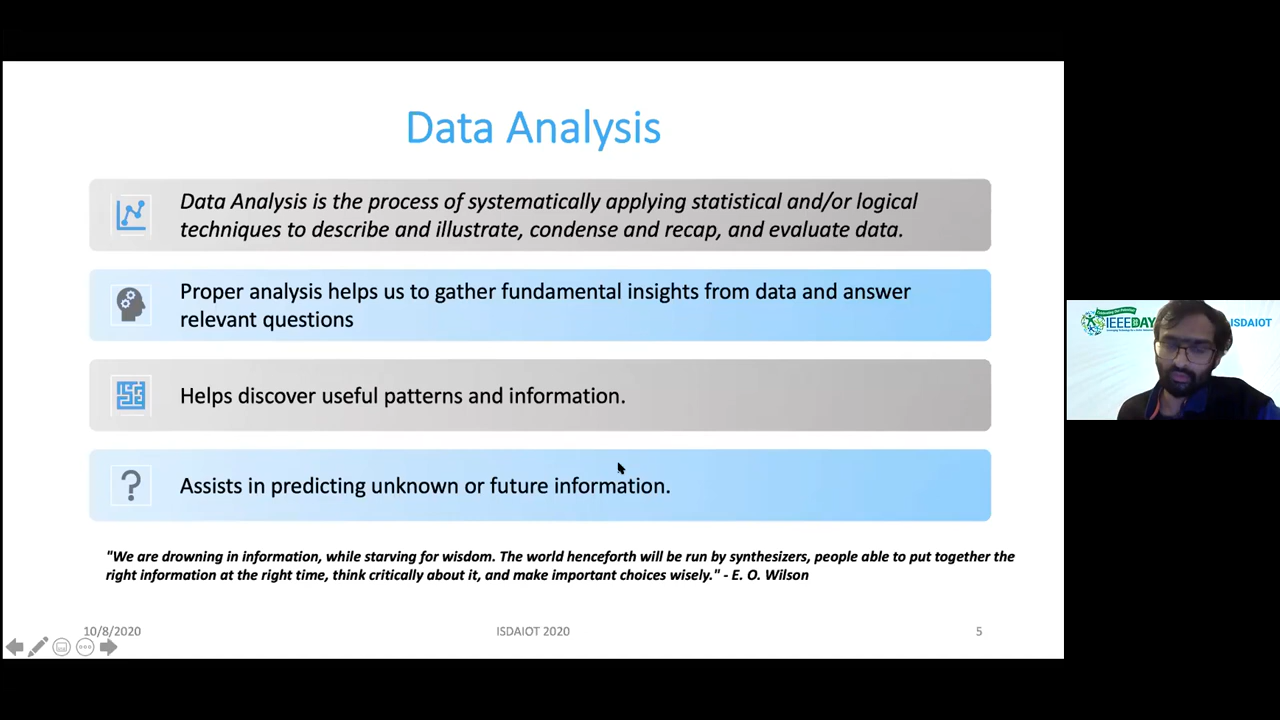 Data Analysis
Data Analysis is the process of systematically applying statistical and/or logical
techniques to describe and illustrate, condense and recap, and evaluate data.
Proper analysis helps us to gather fundamental insights from data and answer
relevant questions
Helps discover useful patterns and information.
Assists in predicting unknown or future information.
"We are drowning in information, while starving for wisdom. The world henceforth will be run by synthesizers, people able to put together the
right information at the right time, think critically about it, and make important choices wisely." - E. O. Wilson
10/8/2020
ISDAIOT 2020
5
IEEEDAY
ISDAIOT